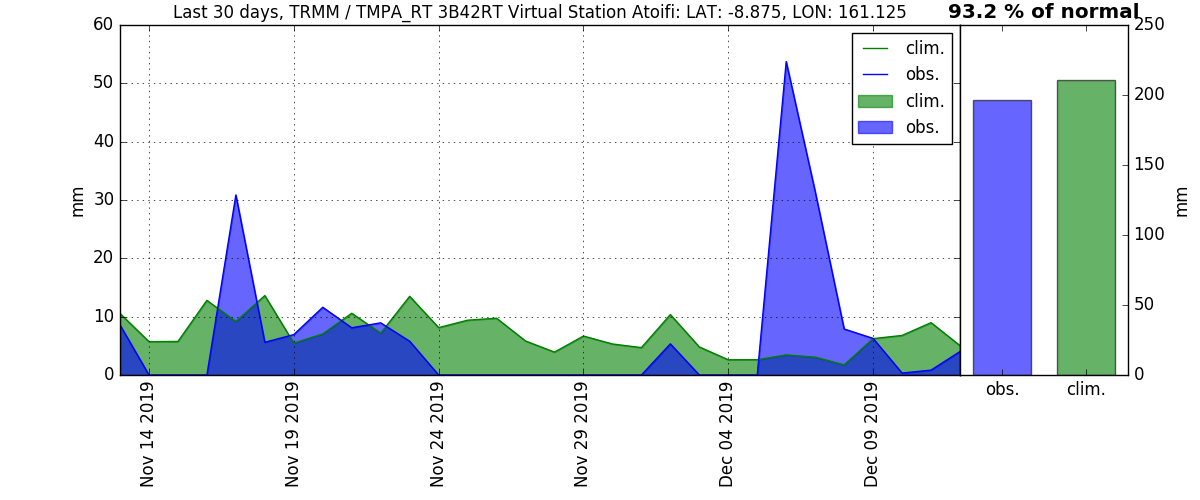 Last 30 days, TRMM / TMPA_RT 3B42RT Virtual Station Atoifi: LAT: -8.875, LON: 161.125
93.2 % of normal
60
50
40
30
20
10
0
mm
clim.
obs.
clim.
obs.
250
200
150
100
50
0
mm
Nov 14 2019
Nov 19 2019
Nov 24 2019
Nov 29 2019
Dec 04 2019
Dec 09 2019
obs.
clim.